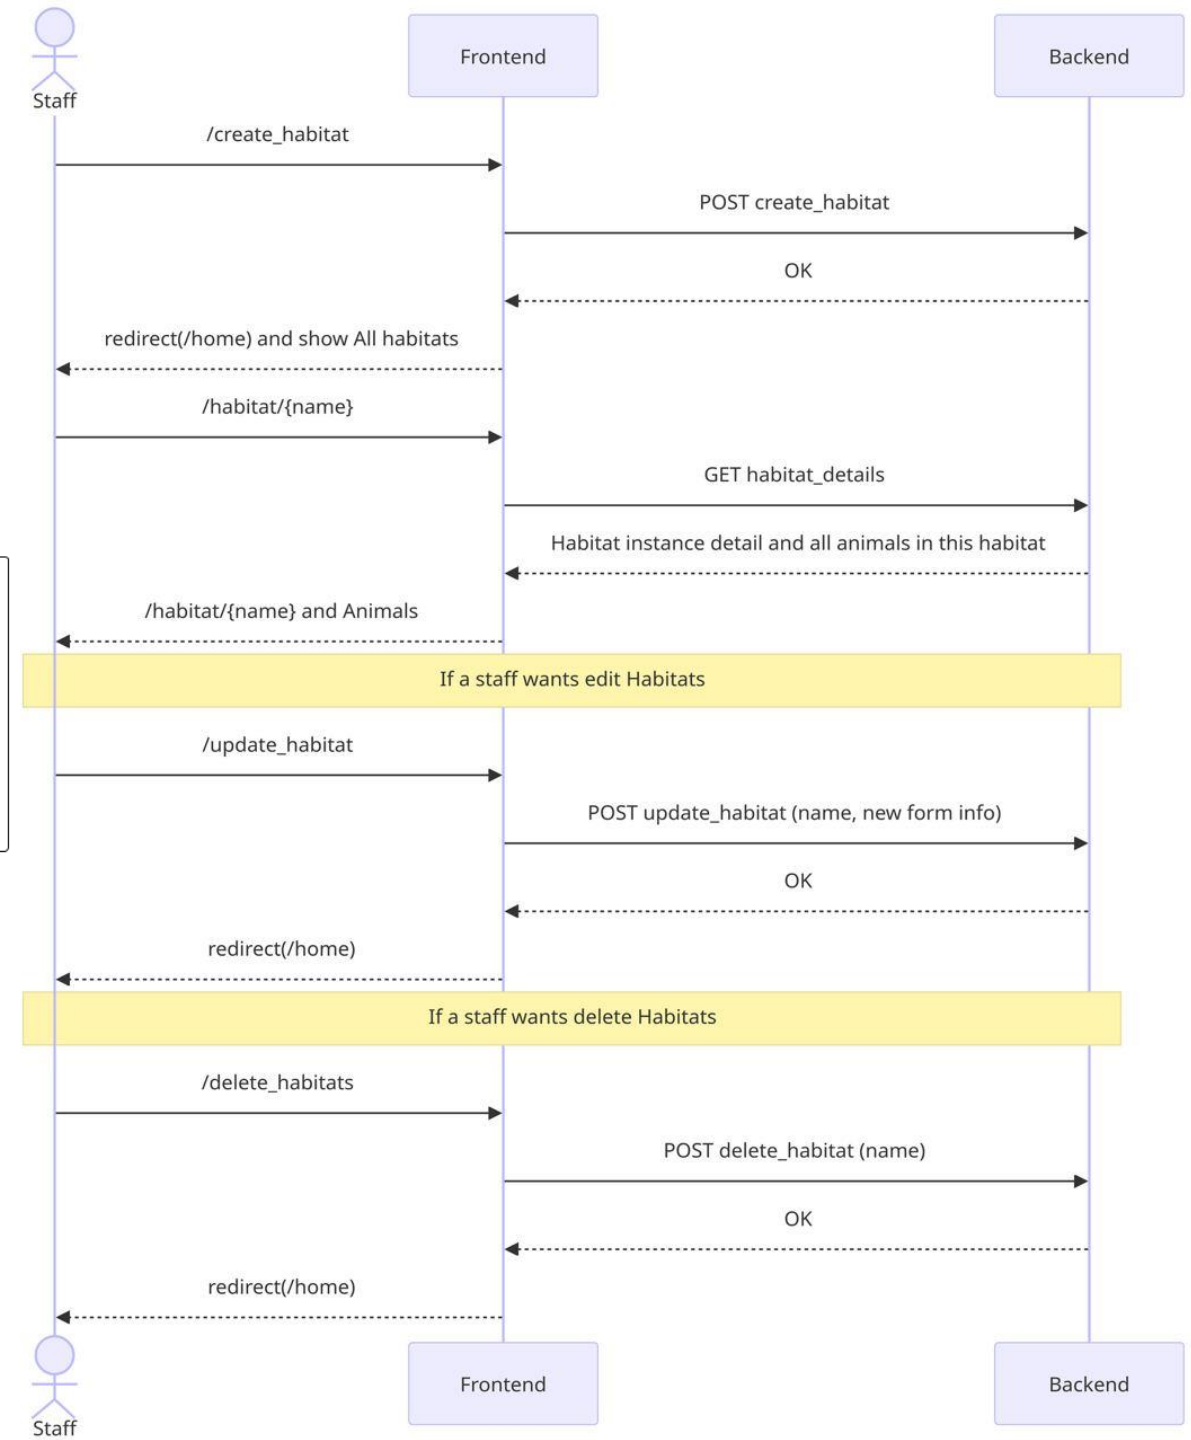 Frontend
Backend
Staff
/create_habitat
POST create_habitat
OK
redirect(/home) and show All habitats
/habitat/{name}
GET habitat_details
Habitat instance detail and all animals in this habitat
/habitat/{name} and Animals
If a staff wants edit Habitats
/update_habitat
POST update_habitat (name, new form info)
OK
redirect(/home)
If a staff wants delete Habitats
/delete_habitats
POST delete_habitat (name)
OK
redirect(/home)
Frontend
Backend
Staff